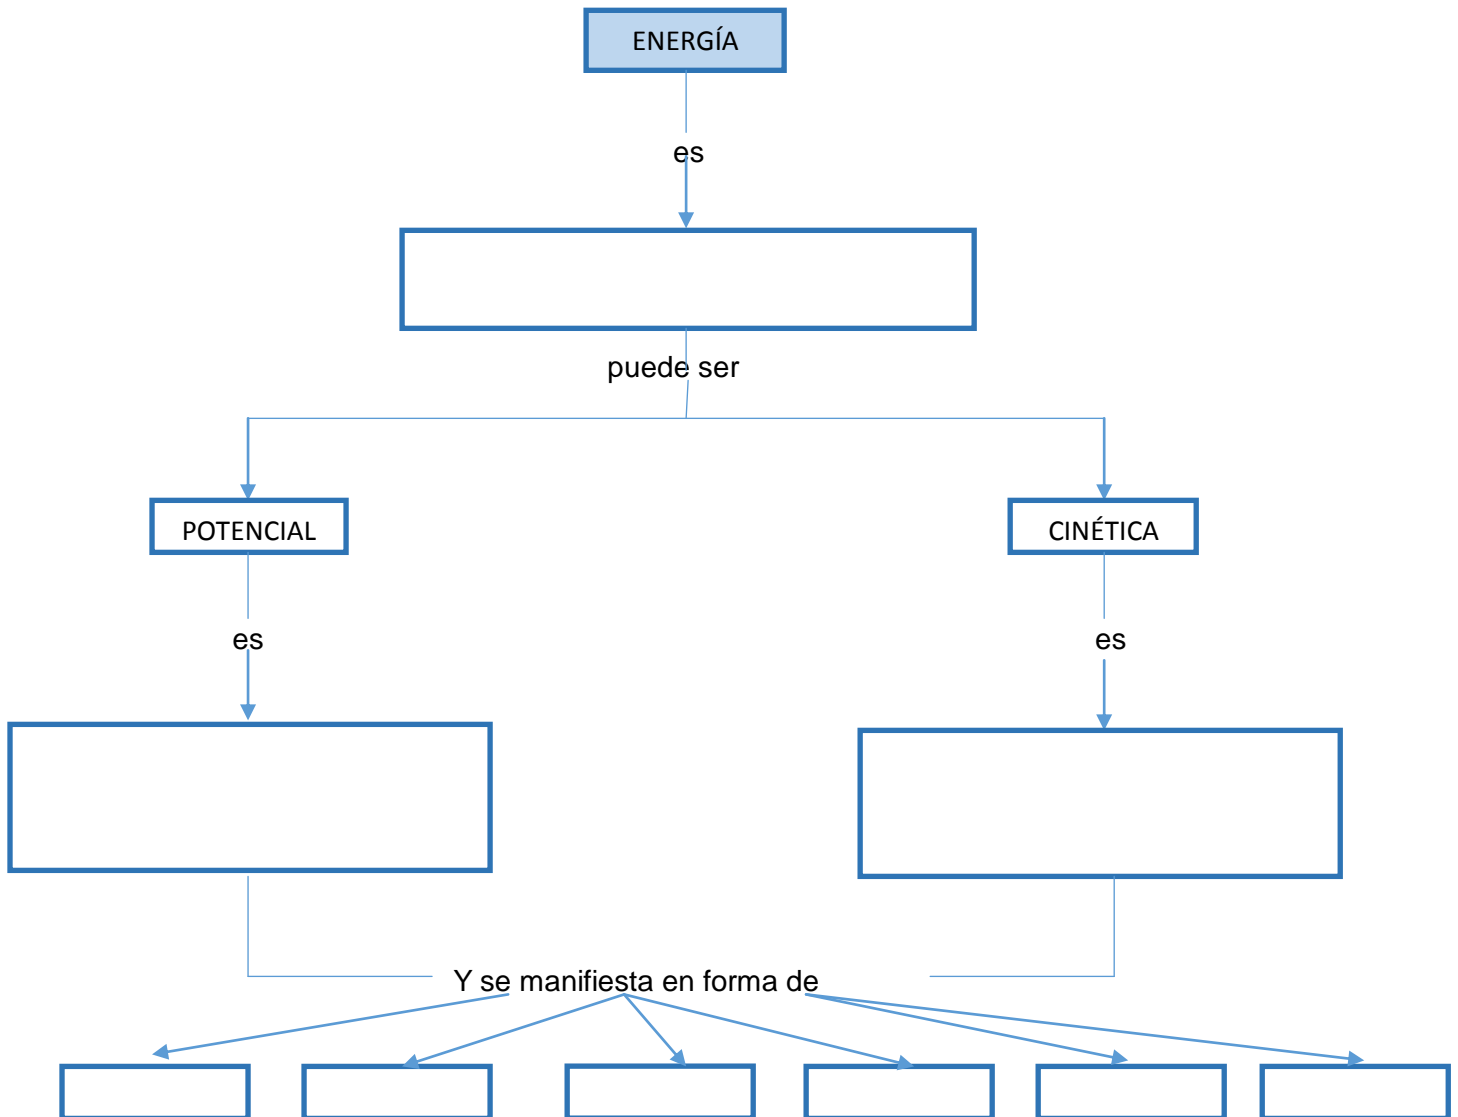 ENERGÍA
es
puede ser
POTENCIAL
CINÉTICA
es
es
Y se manifiesta en forma de